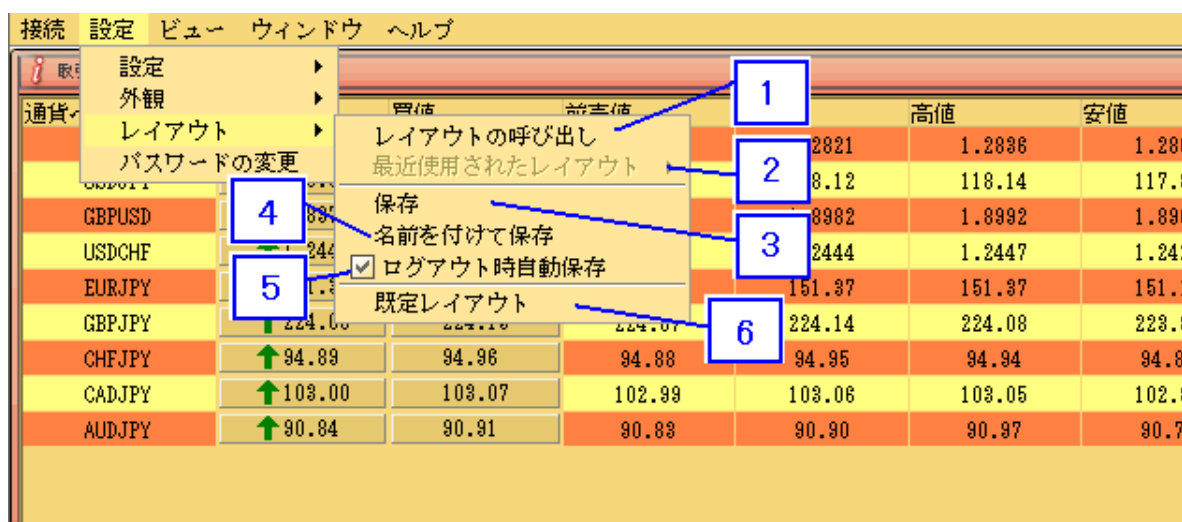 接続 設定 ビュー ウィンドウ ヘルプ
設定
外観
レイアウト
パスワードの変更
レイアウトの呼び出し
最近使用されたレイアウト
保存
名前を付けて保存
ログアウト時自動保存
既定レイアウト
1
2
3
4
5
6
買値 高値 安値
2821 1.2836
8.12 118.14
GBPUSD 8982 1.8992
USDCHF 2444 1.2447
EURJPY 151.37 151.37
GBPJPY 224.14 224.08
CHFJPY 94.89 94.96 94.88 94.95 94.94
CADJPY 103.00 103.07 102.99 103.06 103.05
AUDJPY 90.84 90.91 90.83 90.90 90.97